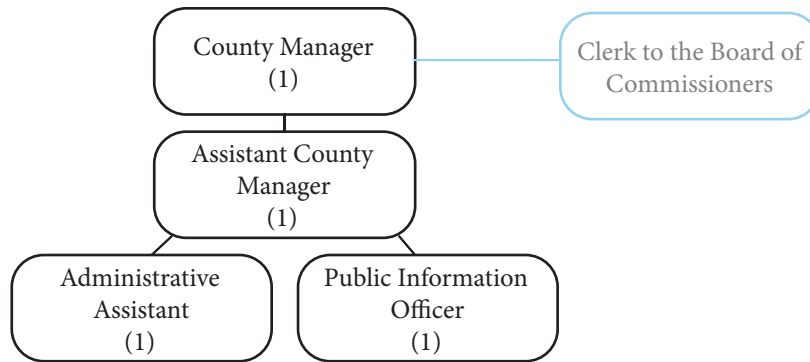 County Manager
(1)
Clerk to the Board of
Commissioners
Assistant County
Manager
(1)
Administrative
Assistant
(1)
Public Information
Officer
(1)